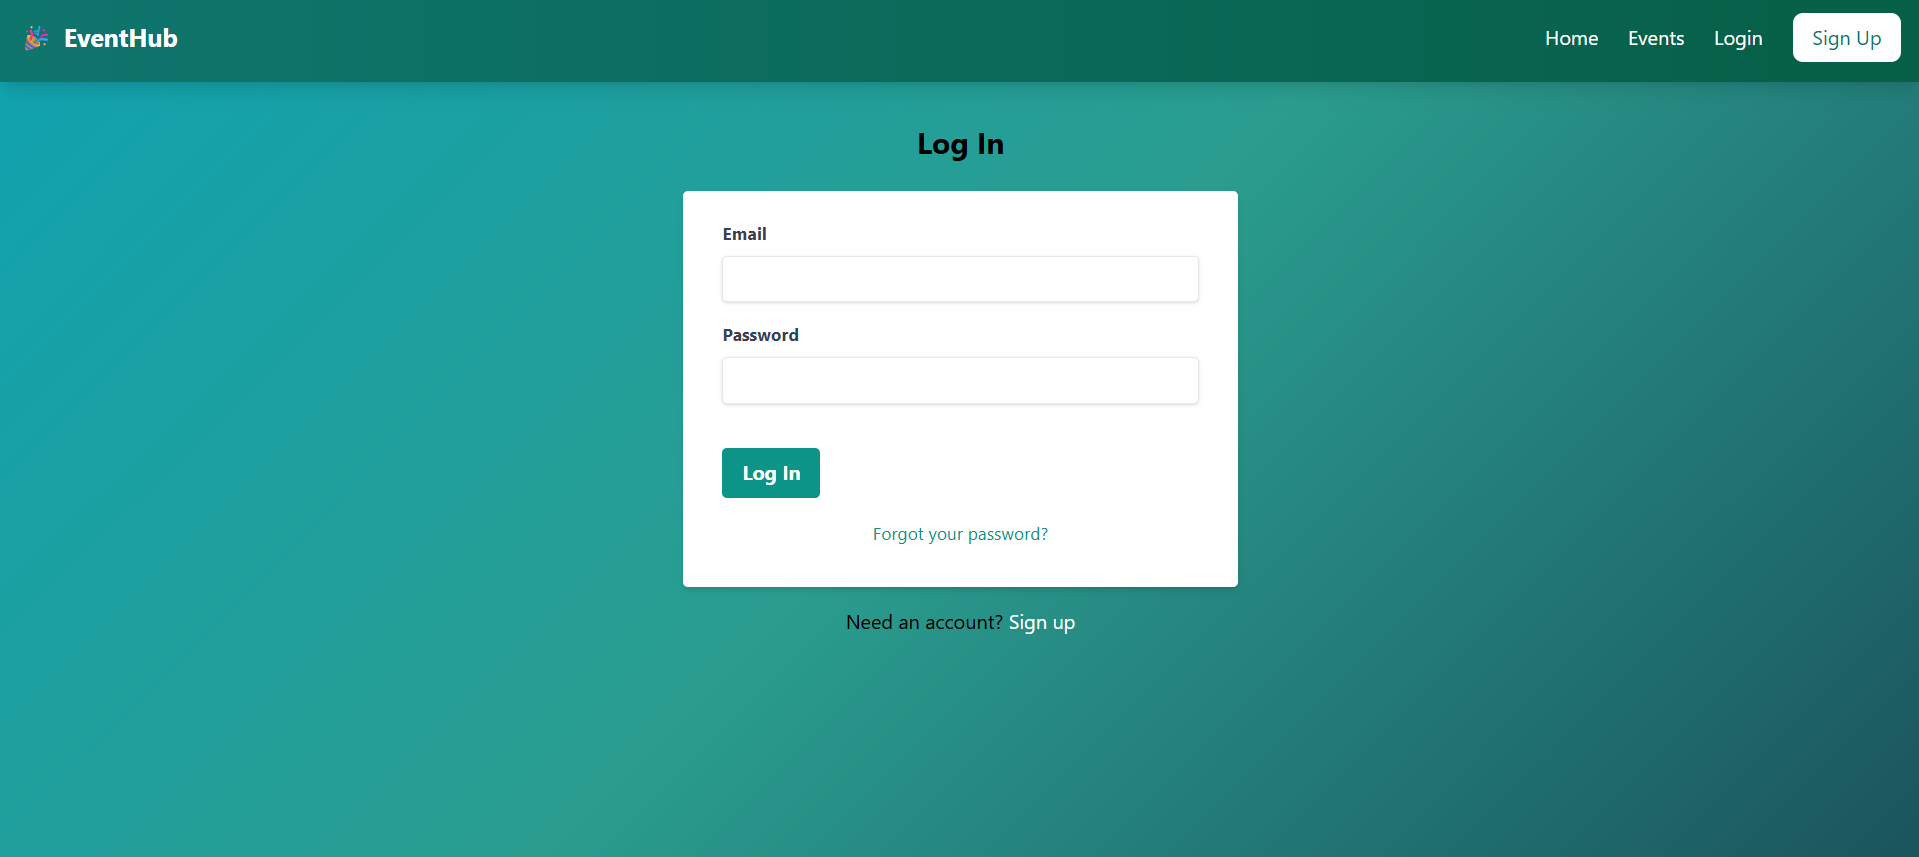 EventHub
Home Events Login Sign Up
Log In
Email
Password
Log In
Forgot your password?
Need an account? Sign up